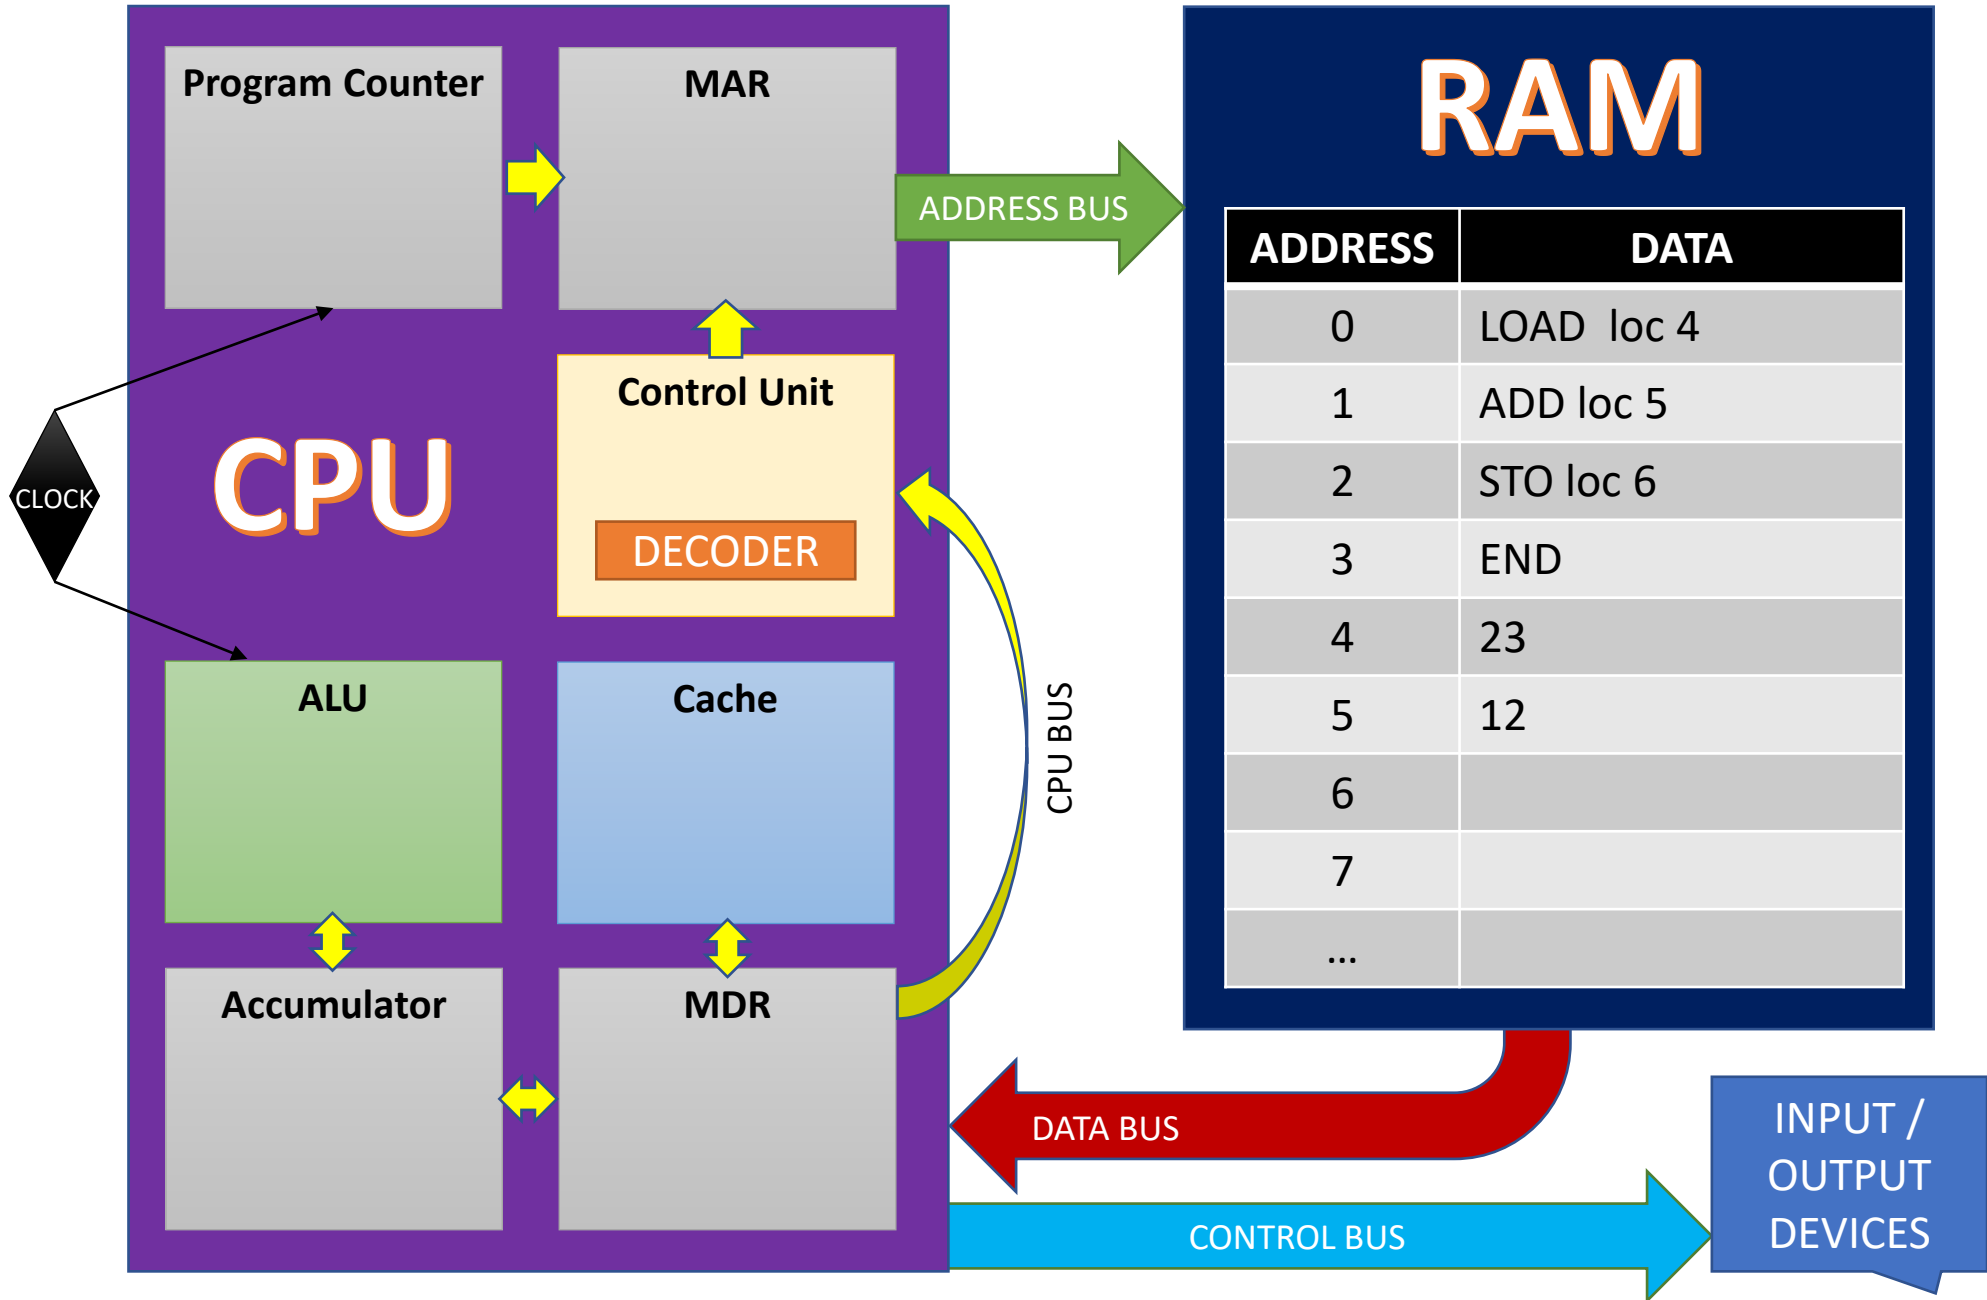 Program Counter
MAR
ADDRESS BUS
Control Unit
DECODER
CLOCK
CPU
ALU
Cache
CPU BUS
Accumulator
MDR
RAM
ADDRESS DATA
0 LOAD  loc 4
1 ADD loc 5
2 STO loc 6
3 END
4 23
5 12
6
7
...
DATA BUS
CONTROL BUS
INPUT /
OUTPUT
DEVICES